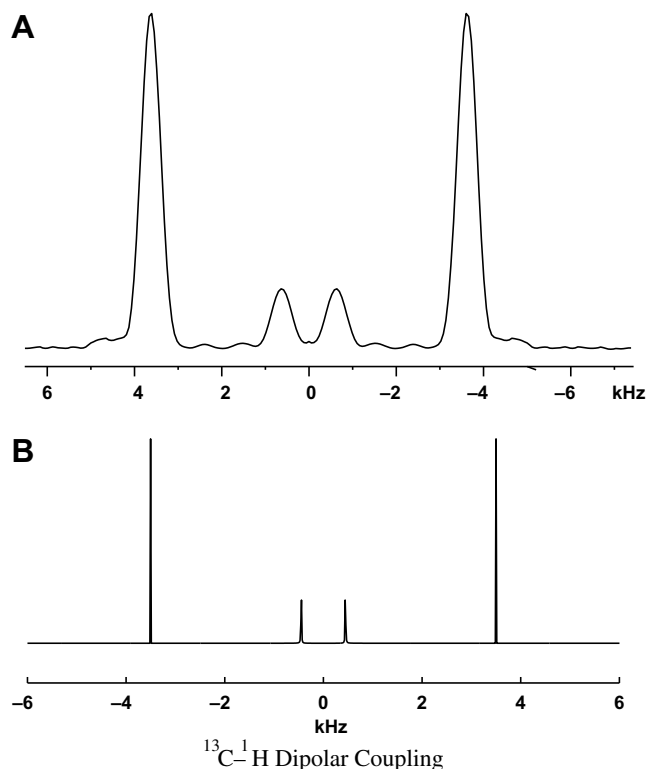 A
6 4 2 0 –2 –4 –6 kHz
B
–6 –4 –2 0 2 4 6
kHz
13C–1H Dipolar Coupling